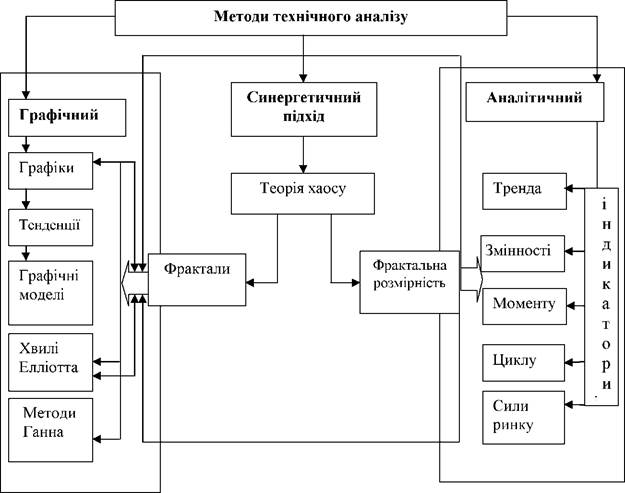 Методи технічного аналізу
Графічний
Графіки
Тенденції
Графічні
моделі
Хвилі
Елліотта
Методи
Ганна
Синергетичний
підхід
Теорія хаосу
Фрактали
Фрактальна
розмірність
Аналітичний
Тренда
Змінності
Моменту
Циклу
Сили
ринку
індикатори